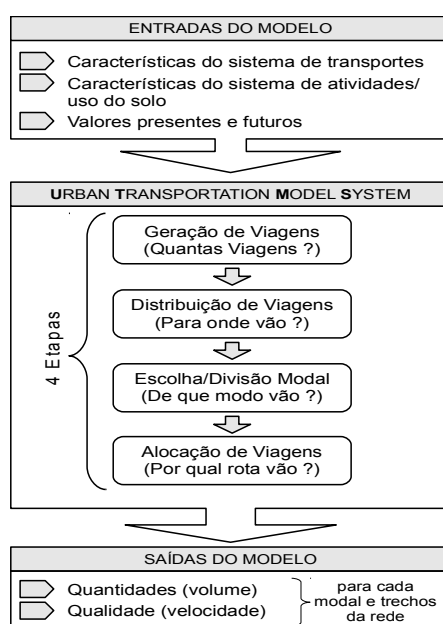 ENTRADAS DO MODELO
Características do sistema de transportes
Características do sistema de atividades/
uso do solo
Valores presentes e futuros
URBAN TRANSPORTATION MODEL SYSTEM
4 Etapas
Geração de Viagens
(Quantas Viagens ?)
Distribuição de Viagens
(Para onde vão ?)
Escolha/Divisão Modal
(De que modo vão ?)
Alocação de Viagens
(Por qual rota vão ?)
SAÍDAS DO MODELO
Quantidades (volume)
Qualidade (velocidade)
para cada
modal e trechos
da rede